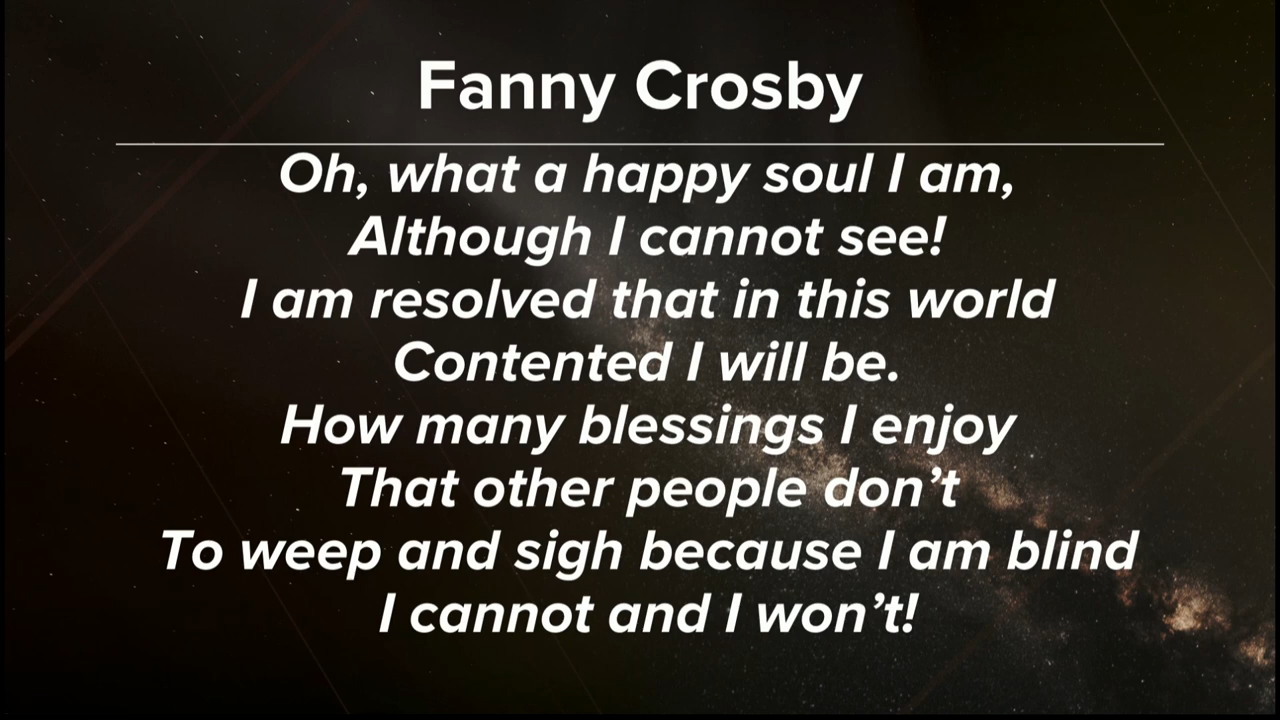 Fanny Crosby
Oh, what a happy soul I am,
Although I cannot see!
I am resolved that in this world
Contented I will be.
How many blessings I enjoy
That other people don’t
To weep and sigh because I am blind
I cannot and I won’t!